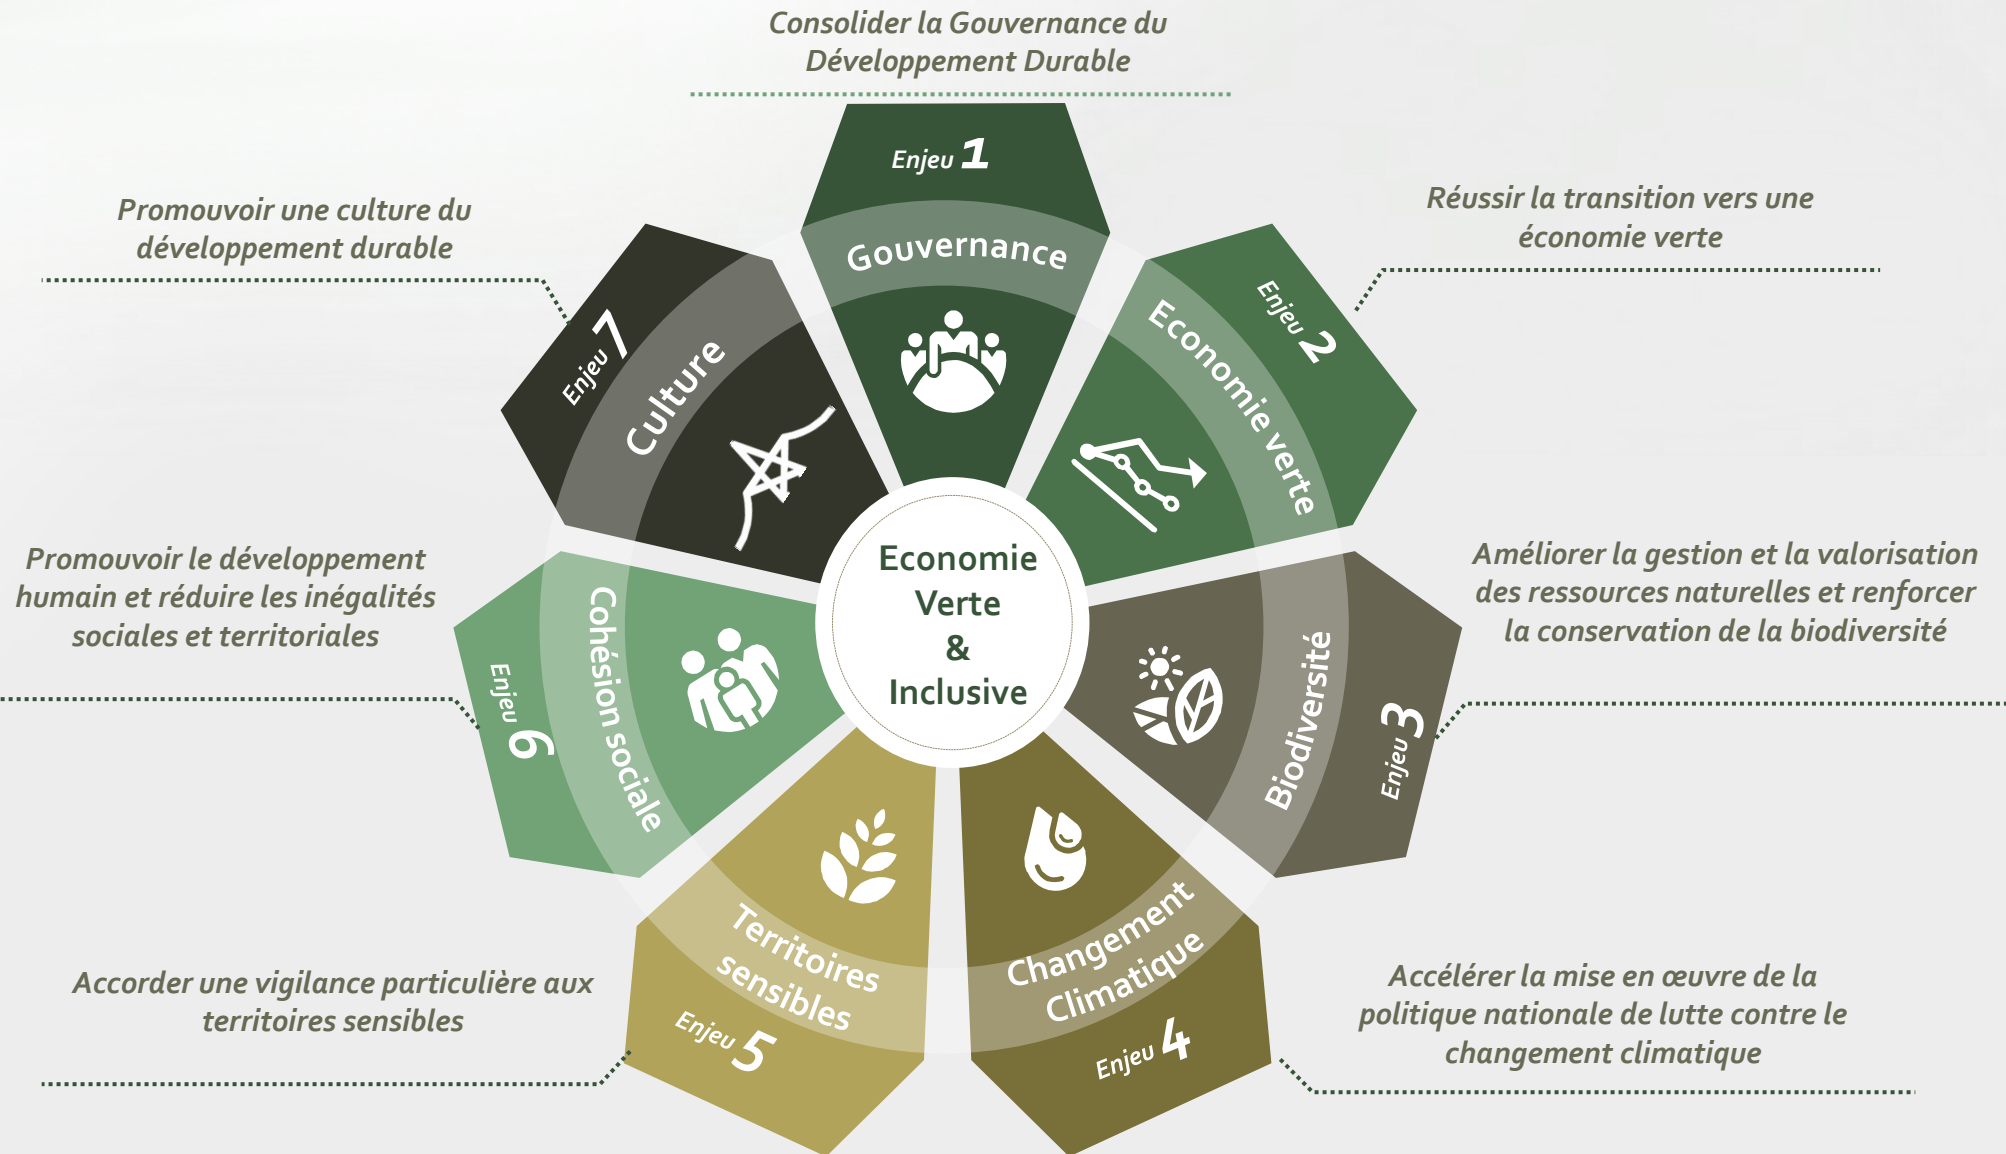 Consolider la Gouvernance du
Développement Durable
Enjeu 1
Gouvernance
Réussir la transition vers une
économie verte
Enjeu 2
Economie verte
Améliorer la gestion et la valorisation
des ressources naturelles et renforcer
la conservation de la biodiversité
Enjeu 3
Biodiversité
Accélérer la mise en œuvre de la
politique nationale de lutte contre le
changement climatique
Enjeu 4
Changement
Climatique
Accorder une vigilance particulière aux
territoires sensibles
Enjeu 5
Territoires
sensibles
Promouvoir le développement
humain et réduire les inégalités
sociales et territoriales
Enjeu 6
Cohésion sociale
Promouvoir une culture du
développement durable
Enjeu 7
Culture
Economie
Verte
&
Inclusive